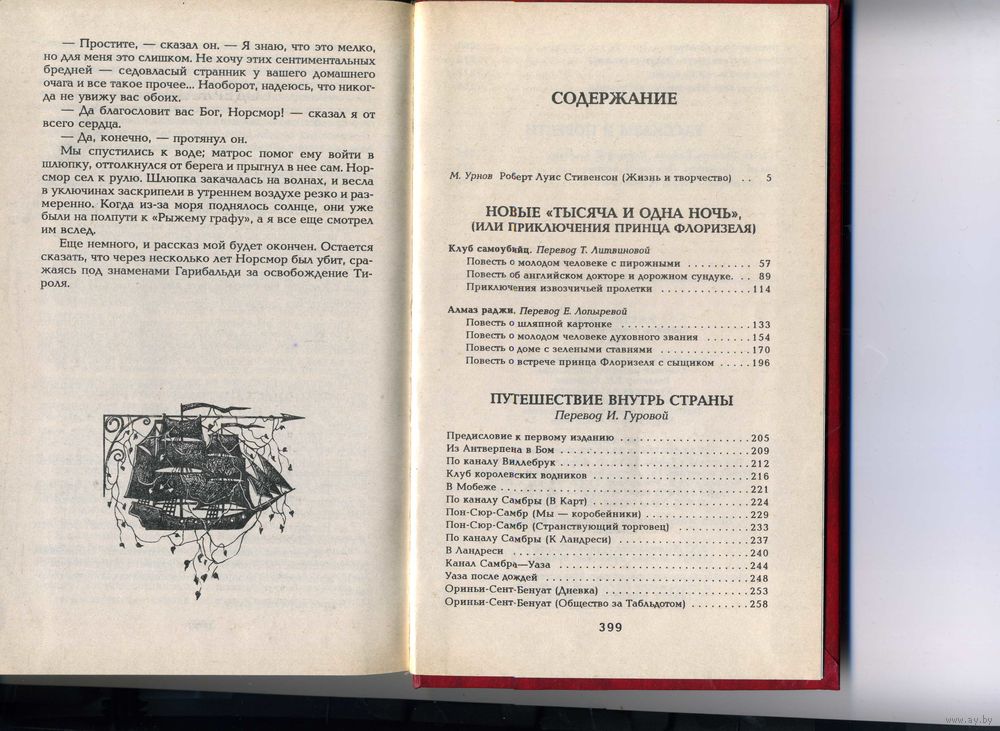 — Простите, — сказал он. — Я знаю, что это мелко,
но для меня это слишком. Не хочу этих сентиментальных
бредней — седовласый странник у вашего домашнего
очага и все такое прочее... Наоборот, надеюсь, что никог-
да не увижу вас обоих.
— Да благословит вас Бог, Норсмор! — сказал я от
всего сердца.
— Да, конечно, — протянул он.
Мы спустились к воде; матрос помог ему войти в
шлюпку, оттолкнулся от берега и прыгнул в нее сам. Нор-
смор сел к рулю. Шлюпка закачалась на волнах, и весла
в уключинах заскрипели в утреннем воздухе резко и раз-
меренно. Когда из-за моря поднялось солнце, они уже
были на полпути к «Рыжему графу», а я все еще смотрел
им вслед.
Еще немного, и рассказ мой будет окончен. Остается
сказать, что через несколько лет Норсмор был убит, сра-
жаясь под знаменами Гарибальди за освобождение Ти-
роля.
СОДЕРЖАНИЕ
М. Урнов Роберт Луис Стивенсон (Жизнь и творчество) . . 5
НОВЫЕ «ТЫСЯЧА И ОДНА НОЧЬ»,
(ИЛИ ПРИКЛЮЧЕНИЯ ПРИНЦА ФЛОРИЗЕЛЯ)
Клуб самоубийц. Перевод Т. Литвиновой
Повесть о молодом человеке с пирожными . . . . . . . . . . 57
Повесть об английском докторе и дорожном сундуке. . . 89
Приключения извозчичьей пролетки . . . . . . . . . . . . . 114
Алмаз раджи. Перевод Е. Лопыревой
Повесть о шляпной картонке . . . . . . . . . . . . . . . . . 133
Повесть о молодом человеке духовного звания . . . . . . . 154
Повесть о доме с зелеными ставнями . . . . . . . . . . . . 170
Повесть о встрече принца Флоризеля с сыщиком . . . . . 196
ПУТЕШЕСТВИЕ ВНУТРЬ СТРАНЫ
Перевод И. Гуровой
Предисловие к первому изданию . . . . . . . . . . . . . . . 205
Из Антверпена в Бом . . . . . . . . . . . . . . . . . . . . . . 209
По каналу Виллебрук . . . . . . . . . . . . . . . . . . . . . . 212
Клуб королевских водников . . . . . . . . . . . . . . . . . . 216
В Мобеже . . . . . . . . . . . . . . . . . . . . . . . . . . . . . 221
По каналу Самбры (В Карт) . . . . . . . . . . . . . . . . . . 224
Пон-Сюр-Самбр (Мы — коробейники) . . . . . . . . . . . . 229
Пон-Сюр-Самбр (Странствующий торговец) . . . . . . . . . 233
По каналу Самбры (К Ландреси) . . . . . . . . . . . . . . . 237
В Ландреси . . . . . . . . . . . . . . . . . . . . . . . . . . . . 240
Канал Самбра—Уаза . . . . . . . . . . . . . . . . . . . . . . . 244
Уаза после дождей . . . . . . . . . . . . . . . . . . . . . . . . 248
Ориньи-Сент-Бенуат (Дневка) . . . . . . . . . . . . . . . . . 253
Ориньи-Сент-Бенуат (Общество за Табльдотом) . . . . . . . 258
399
www.ay.by